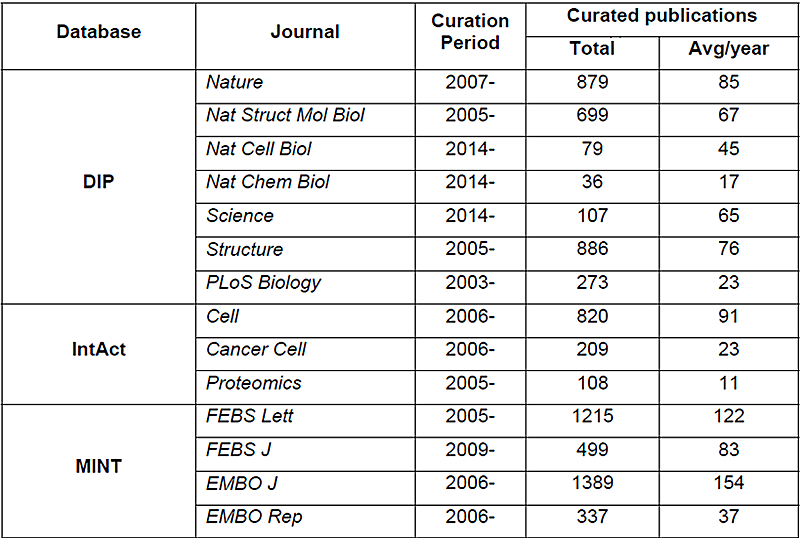 Database Journal Curation Period Curated publications
Total Avg/year
DIP
Nature 2007- 879 85
Nat Struct Mol Biol 2005- 699 67
Nat Cell Biol 2014- 79 45
Nat Chem Biol 2014- 36 17
Science 2014- 107 65
Structure 2005- 886 76
PLoS Biology 2003- 273 23
IntAct
Cell 2006- 820 91
Cancer Cell 2006- 209 23
Proteomics 2005- 108 11
MINT
FEBS Lett 2005- 1215 122
FEBS J 2009- 499 83
EMBO J 2006- 1389 154
EMBO Rep 2006- 337 37